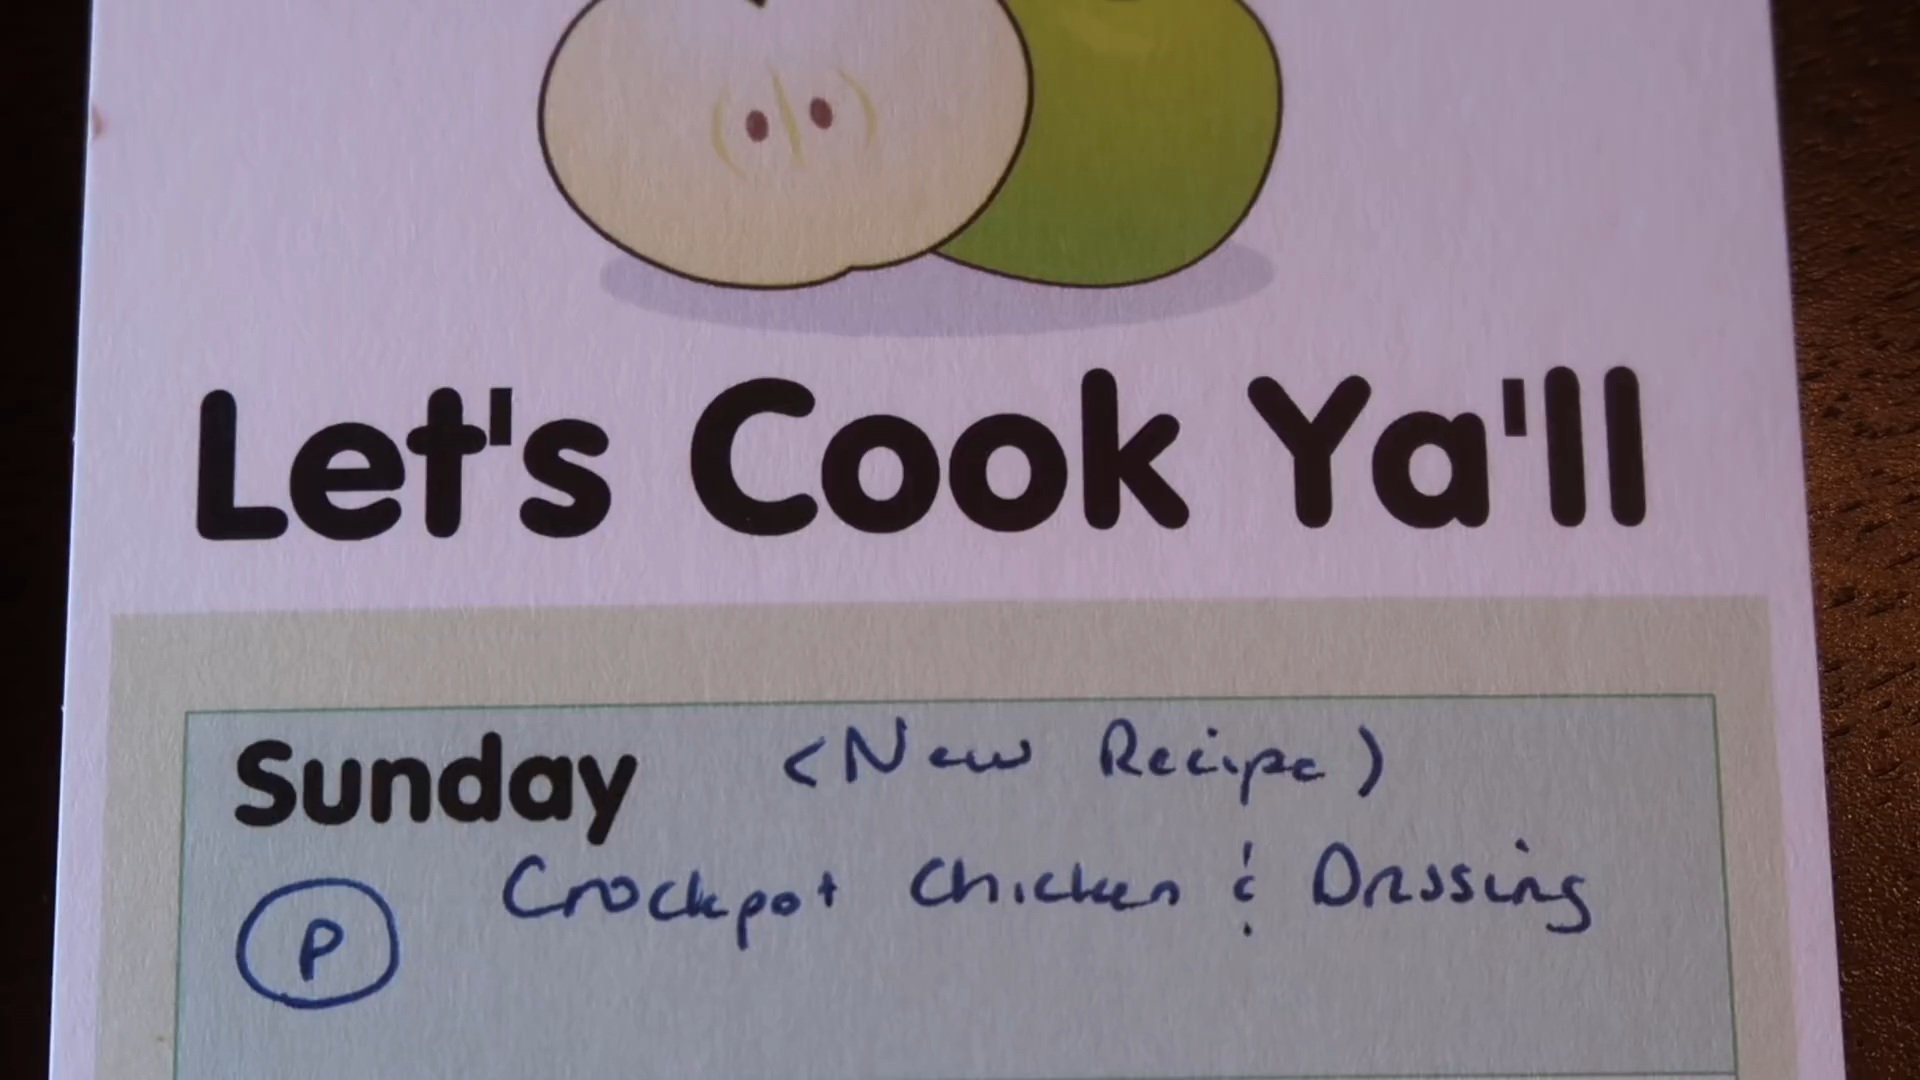 Let's Cook Ya'll
Sunday (New Recipe)
P Crockpot Chicken & Dressing